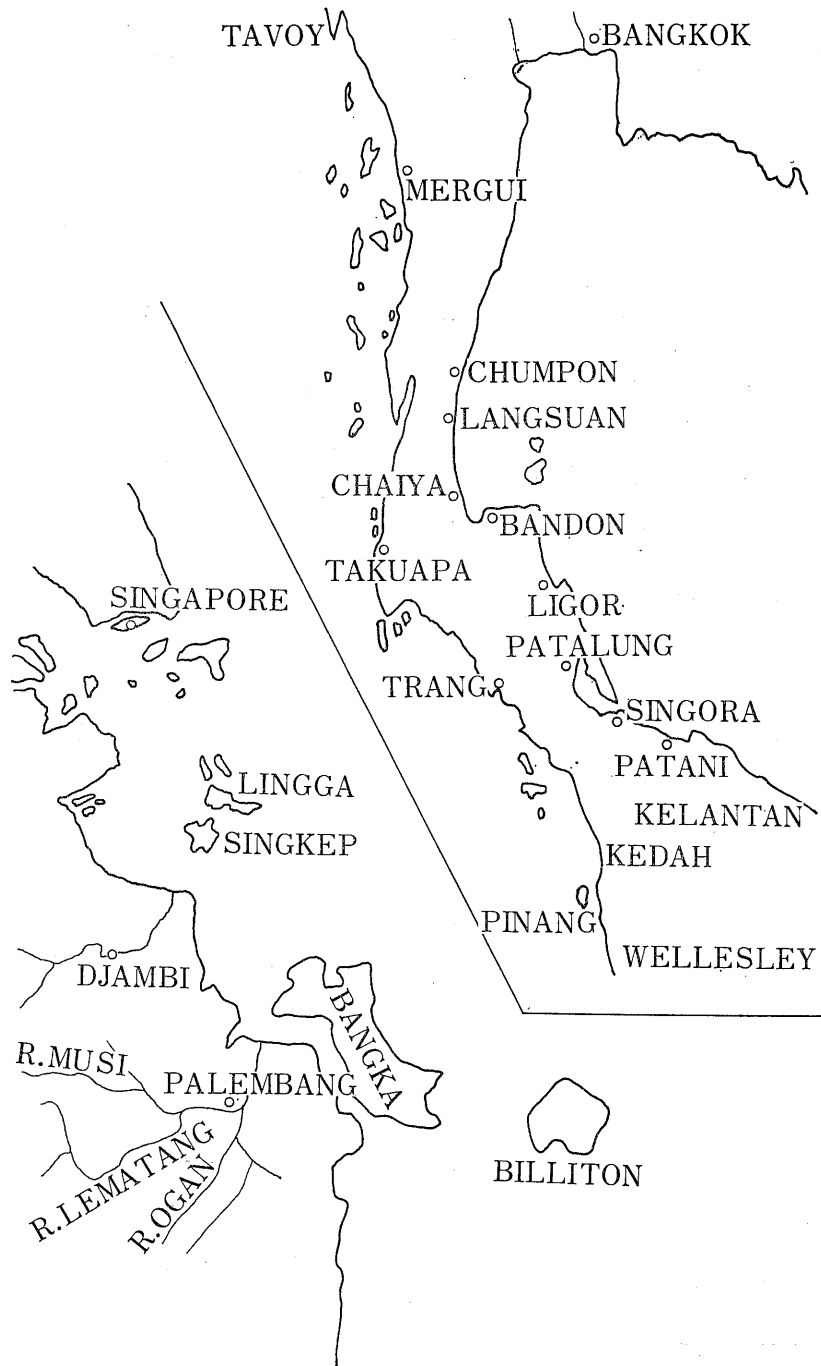 TAVOY
BANGKOK
MERGUI
CHUMPON
LANGSUAN
CHAIYA
BANDON
TAKUAPA
LIGOR
PATALUNG
TRANG
SINGORA
PATANI
KELANTAN
KEDAH
PINANG
WELLESLEY
SINGAPORE
LINGGA
SINGKEP
DJAMBI
BANGKA
R.MUSI
PALEMBANG
R.LEMATANG
R.OGAN
BILLITON